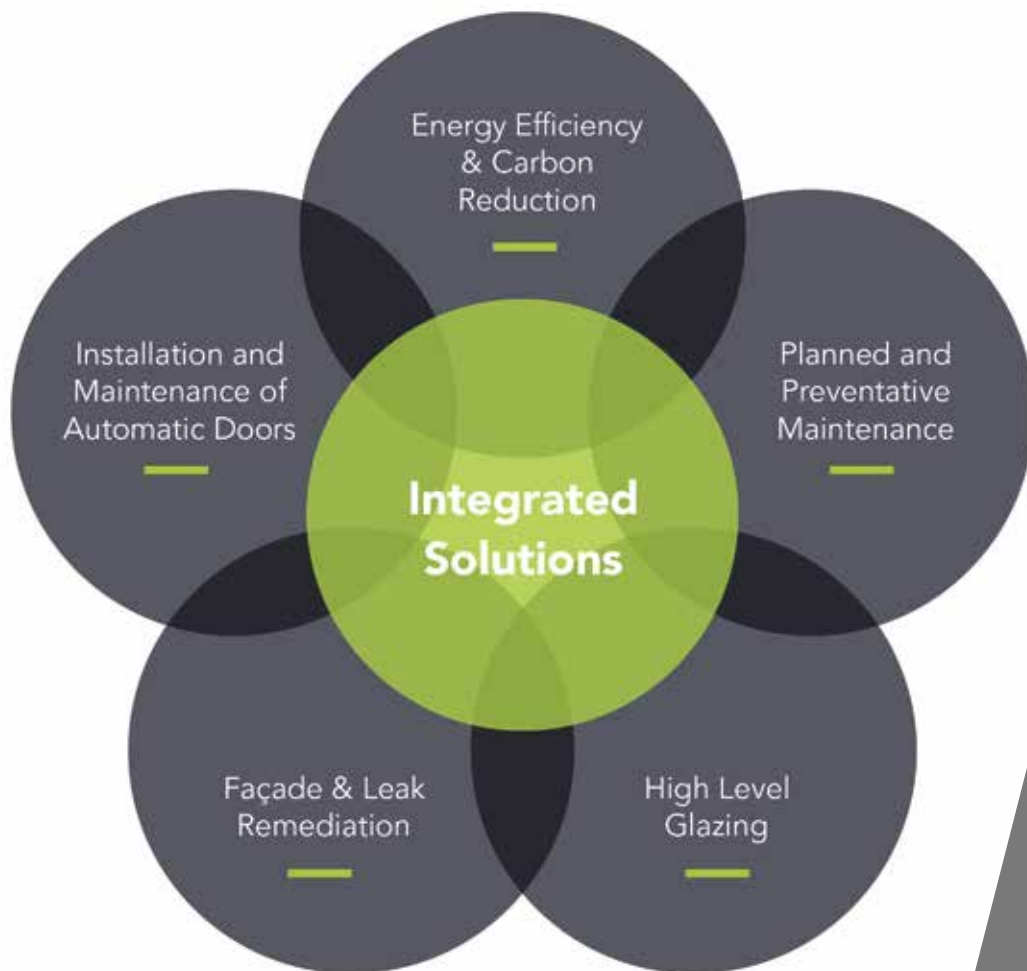 Energy Efficiency
& Carbon
Reduction
Installation and
Maintenance of
Automatic Doors
Planned and
Preventative
Maintenance
Integrated
Solutions
Façade & Leak
Remediation
High Level
Glazing